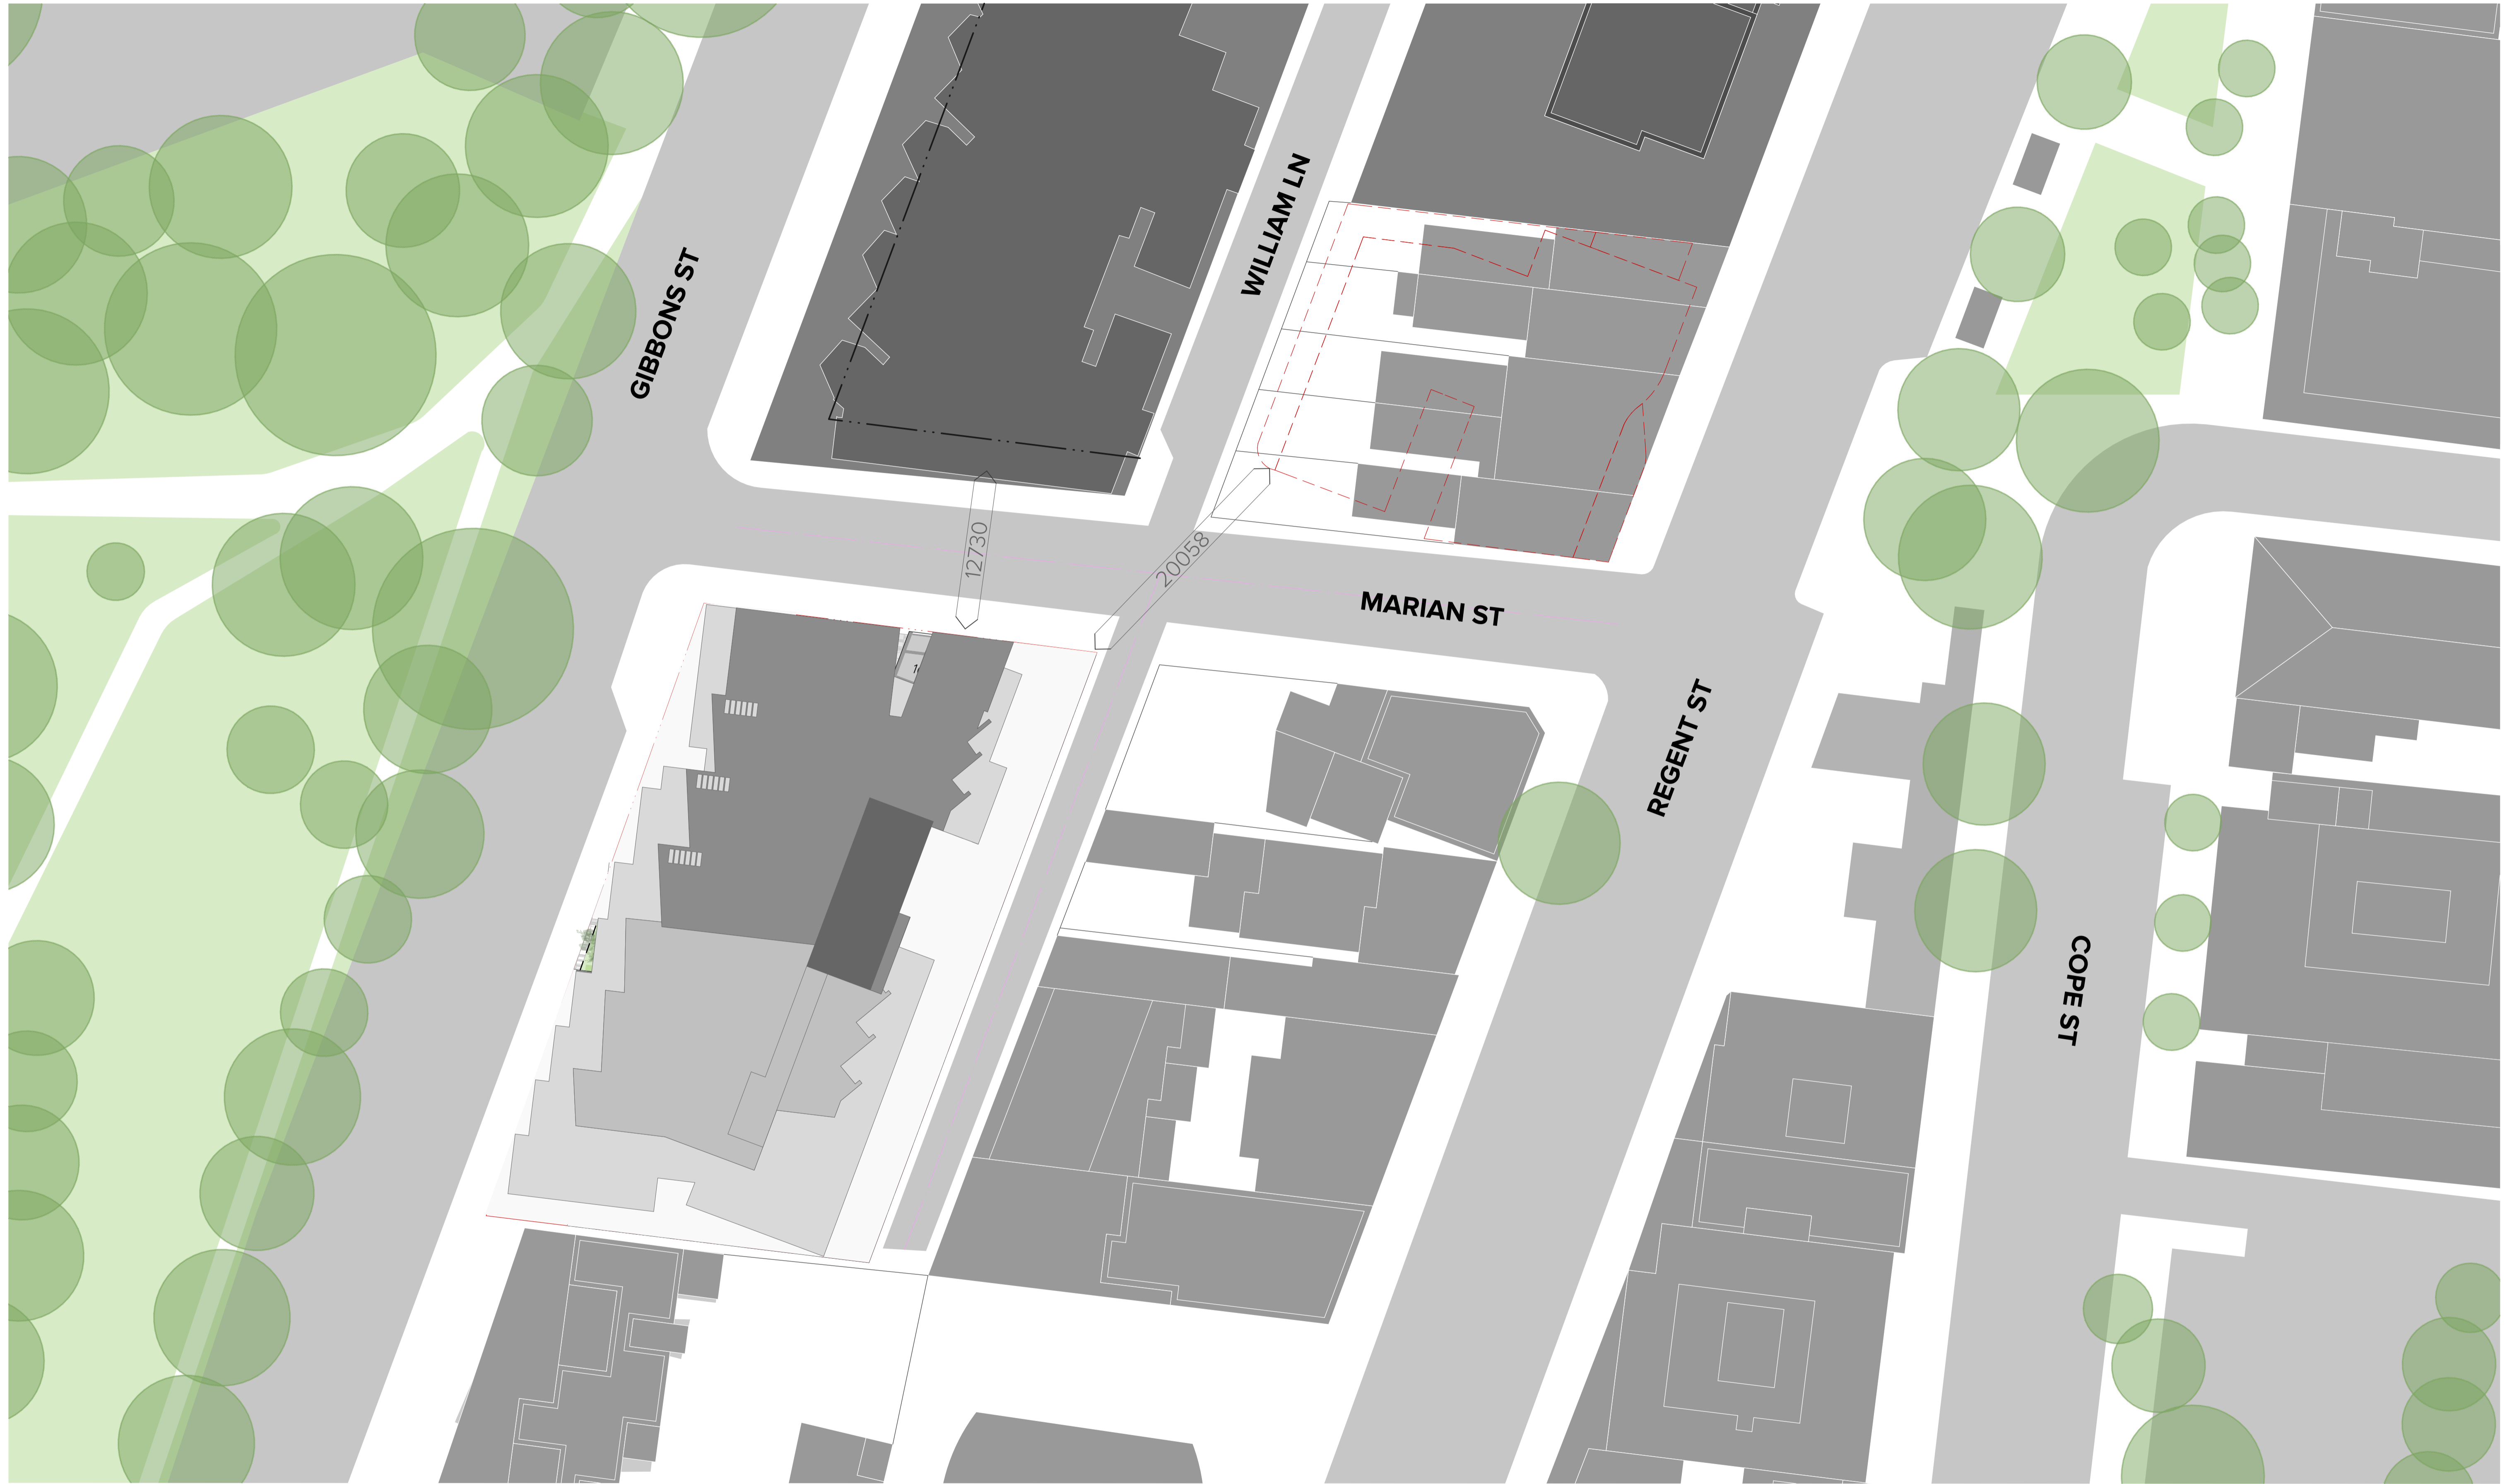 WILLIAM LN
GIBBONS ST
12730
20058
MARIAN ST
REGENT ST
COPE ST